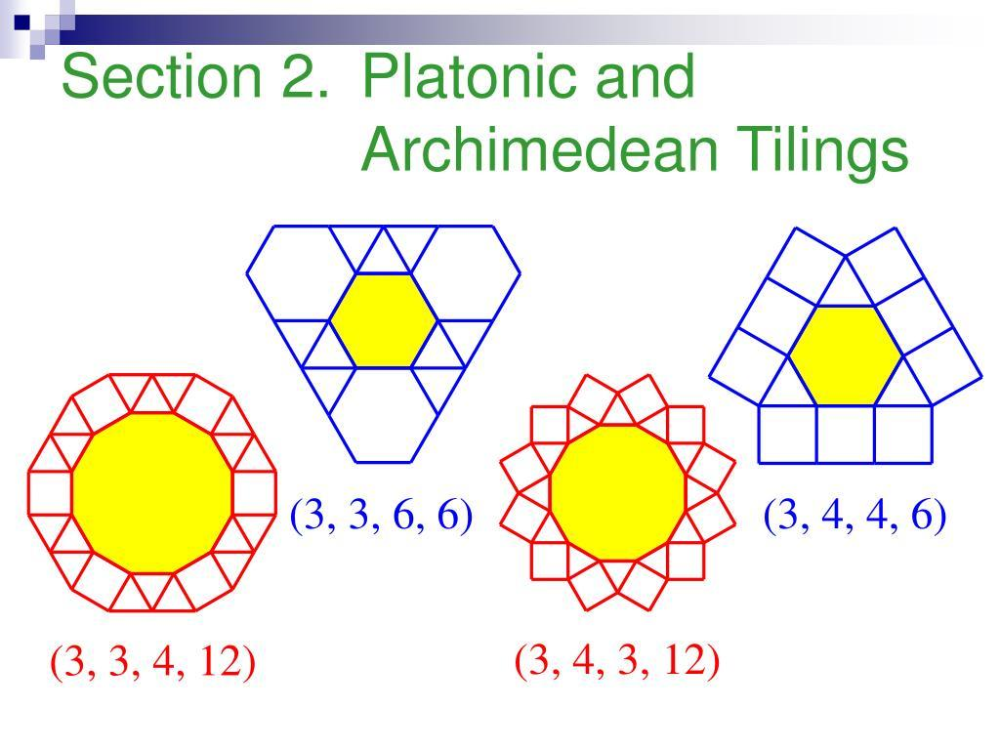 Section 2. Platonic and
Archimedean Tilings
(3, 3, 6, 6)
(3, 4, 4, 6)
(3, 3, 4, 12)
(3, 4, 3, 12)